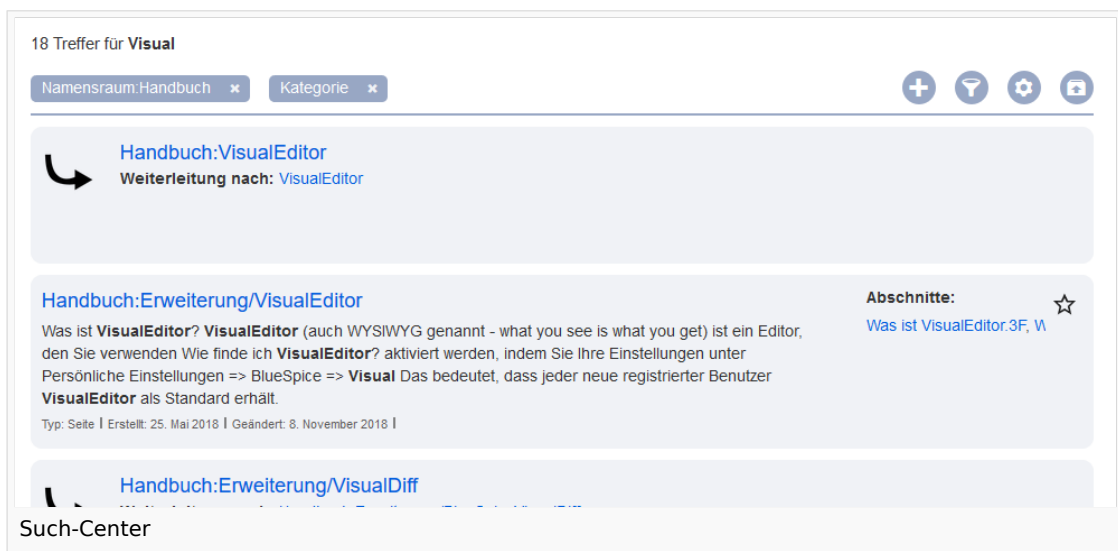 18 Treffer für Visual
Namensraum:Handbuch × Kategorie ×
Handbuch:VisualEditor
Weiterleitung nach: VisualEditor
Handbuch:Erweiterung/VisualEditor
Was ist VisualEditor? VisualEditor (auch WYSIWYG genannt - what you see is what you get) ist ein Editor,
den Sie verwenden Wie finde ich VisualEditor? aktiviert werden, indem Sie Ihre Einstellungen unter
Persönliche Einstellungen => BlueSpice => Visual Das bedeutet, dass jeder neue registrierter Benutzer
VisualEditor als Standard erhält.
Typ: Seite | Erstellt: 25. Mai 2018 | Geändert: 8. November 2018 |
Abschnitte:
Was ist VisualEditor.3F, W
Handbuch:Erweiterung/VisualDiff
Such-Center